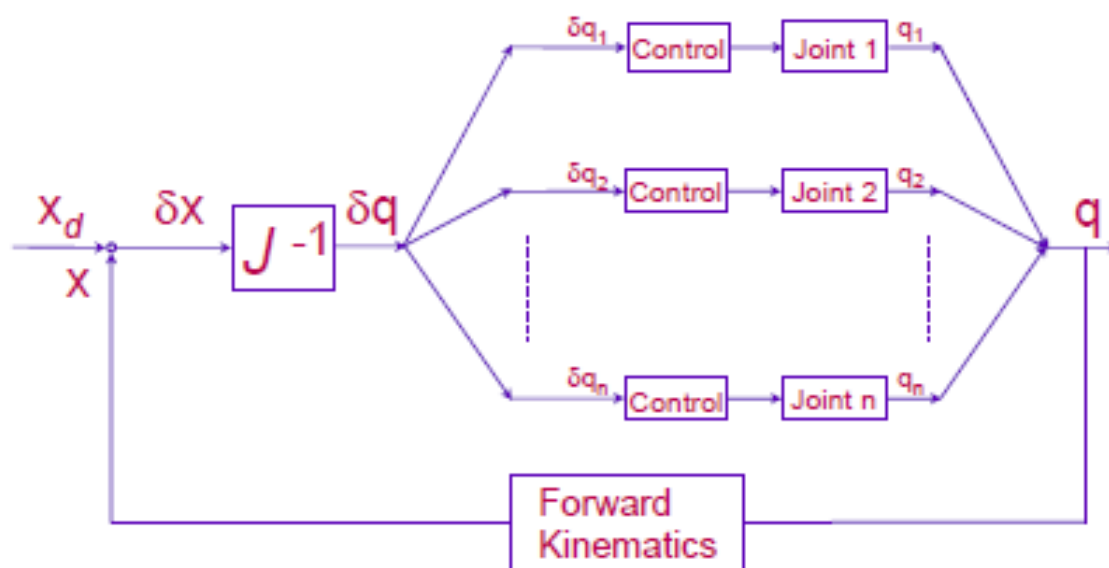 δq₁ Control Joint 1 q₁
δq₂ Control Joint 2 q₂
x_d δx J⁻¹ δq q
x
δqₙ Control Joint n qₙ
Forward
Kinematics